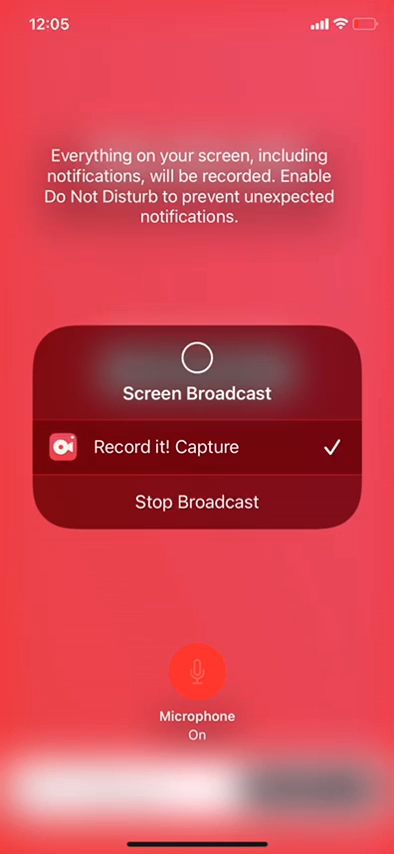 12:05
Everything on your screen, including
notifications, will be recorded. Enable
Do Not Disturb to prevent unexpected
notifications.
Screen Broadcast
Record it! Capture
Stop Broadcast
Microphone
On